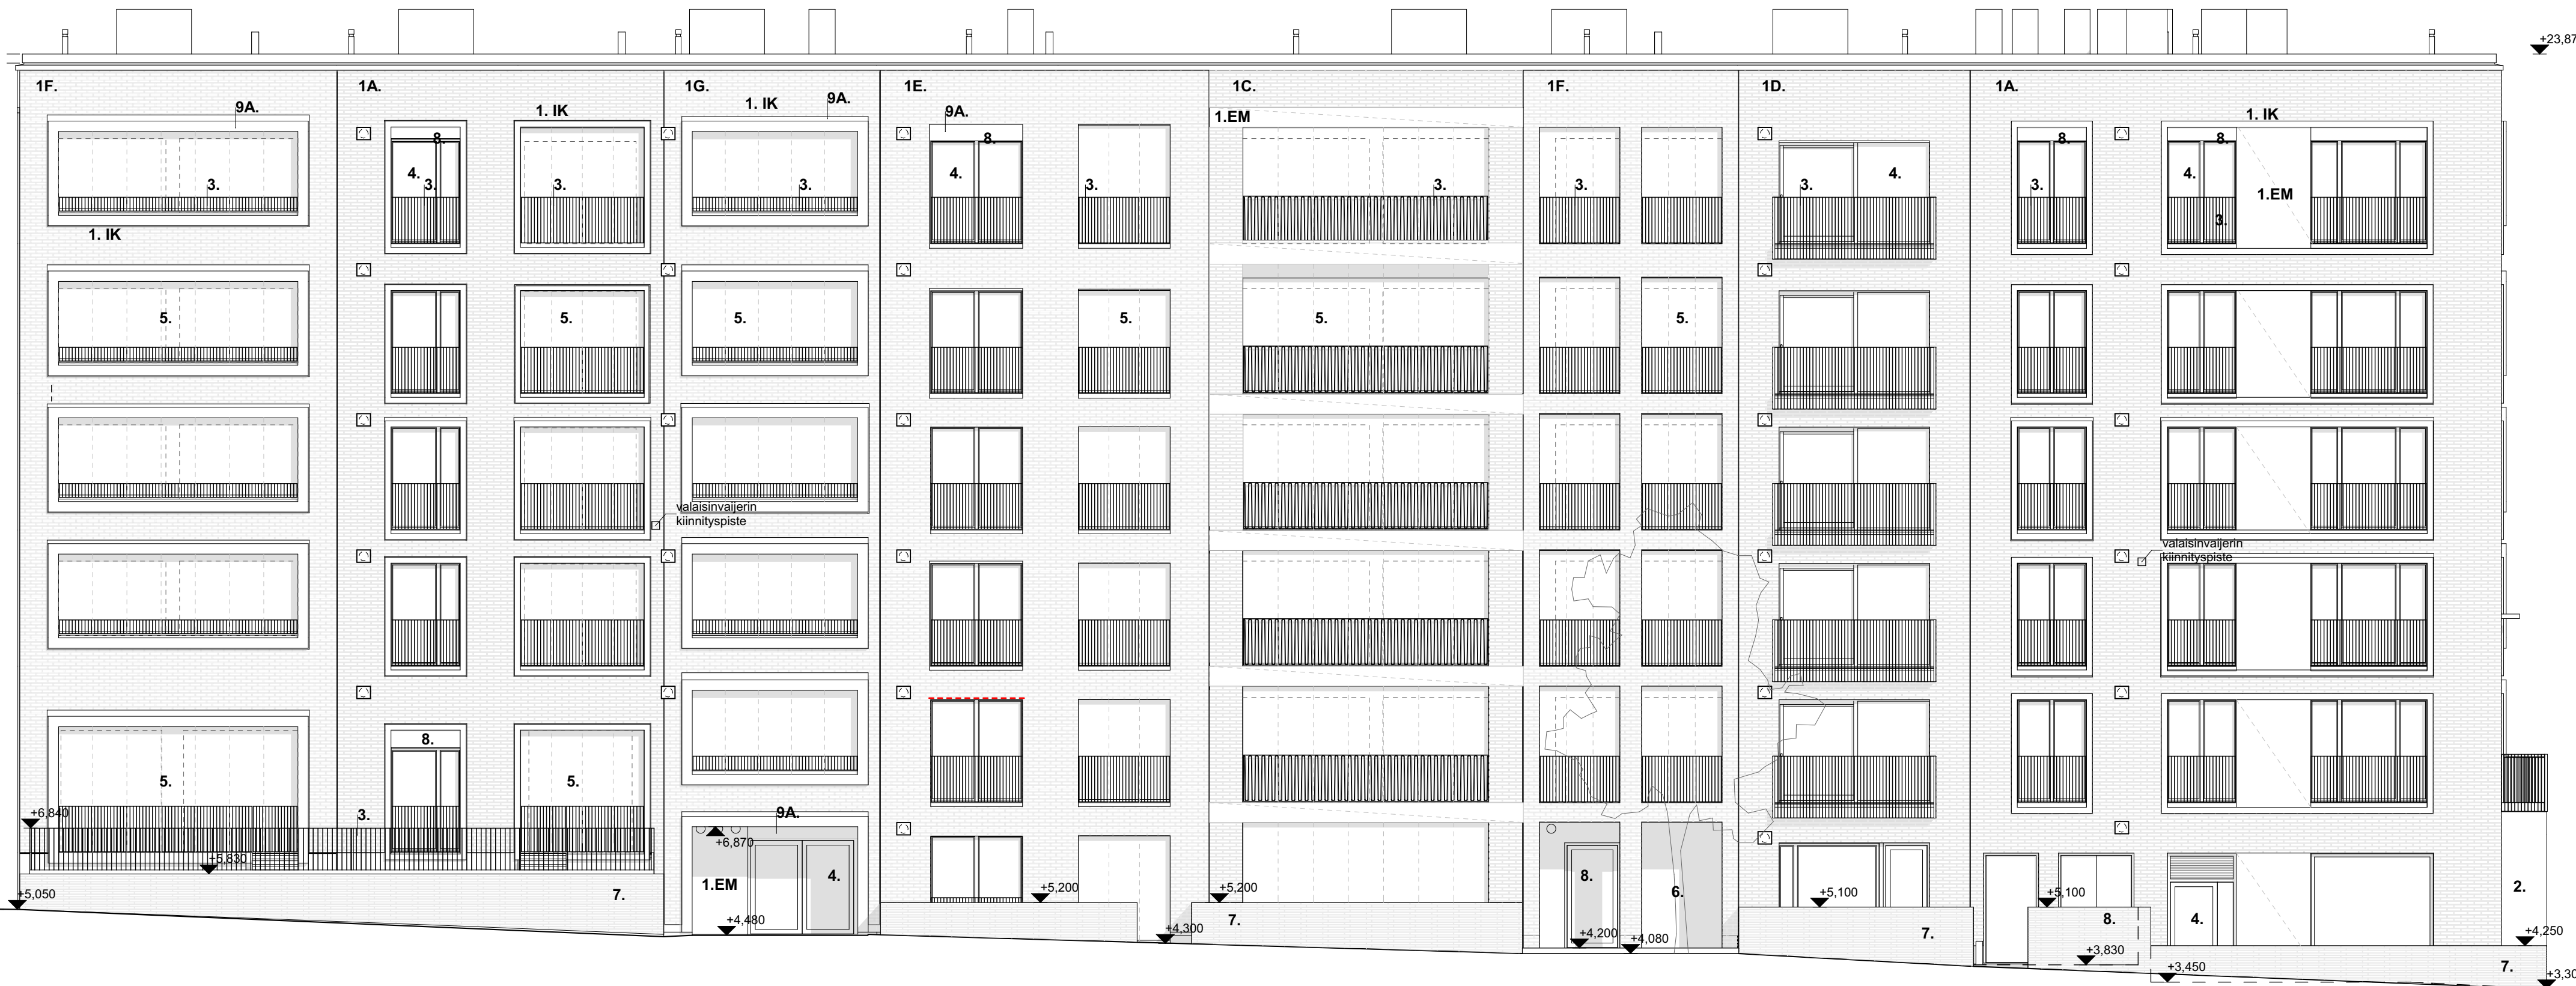 +23,87
1F.
1A.
1G.
1E.
1C.
1F.
1D.
1A.
9A.
1. IK
1. IK
9A.
9A.
1.EM
1. IK
8.
8.
8.
8.
4.
3.
3.
3.
3.
4.
3.
3.
3.
3.
4.
3.
4.
1.EM
3.
1. IK
5.
5.
5.
5.
5.
5.
valaisinvaijerin
kiinnityspiste
valaisinvaijerin
kiinnityspiste
8.
5.
5.
+6,840
3.
9A.
+6,870
+5,830
1.EM
4.
8.
6.
2.
+5,050
7.
+5,200
+5,200
+5,100
+5,100
+4,480
7.
8.
4.
+4,300
+4,200
+4,080
7.
+4,250
+3,830
+3,450
7.
+3,30